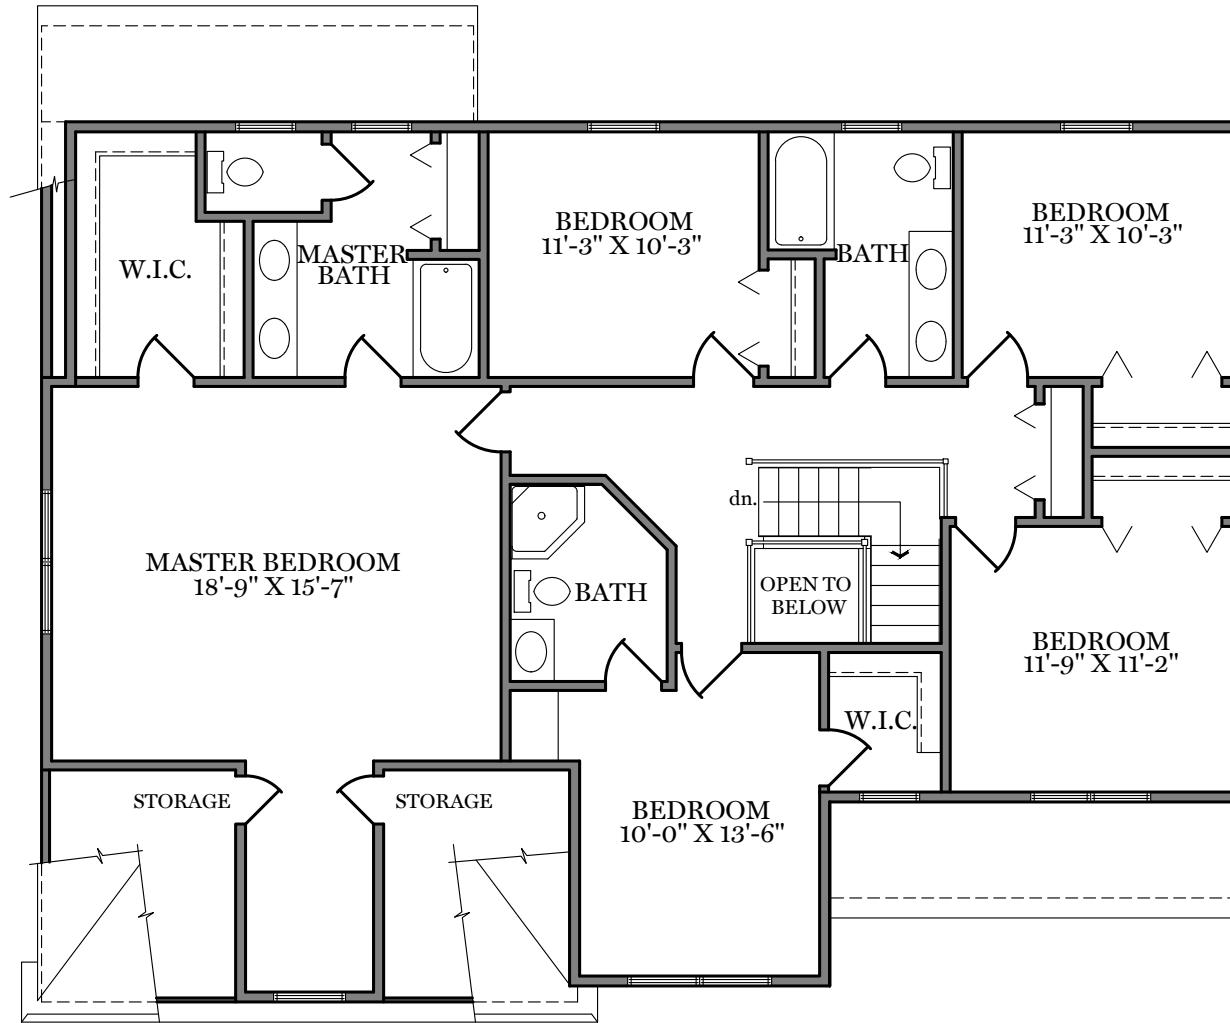 BEDROOM
11'-3" X 10'-3"
BEDROOM
11'-3" X 10'-3"
MASTER
BATH
BATH
W.I.C.
dn.
MASTER BEDROOM
18'-9" X 15'-7"
BATH
OPEN TO
BELOW
BEDROOM
11'-9" X 11'-2"
W.I.C.
STORAGE
STORAGE
BEDROOM
10'-0" X 13'-6"